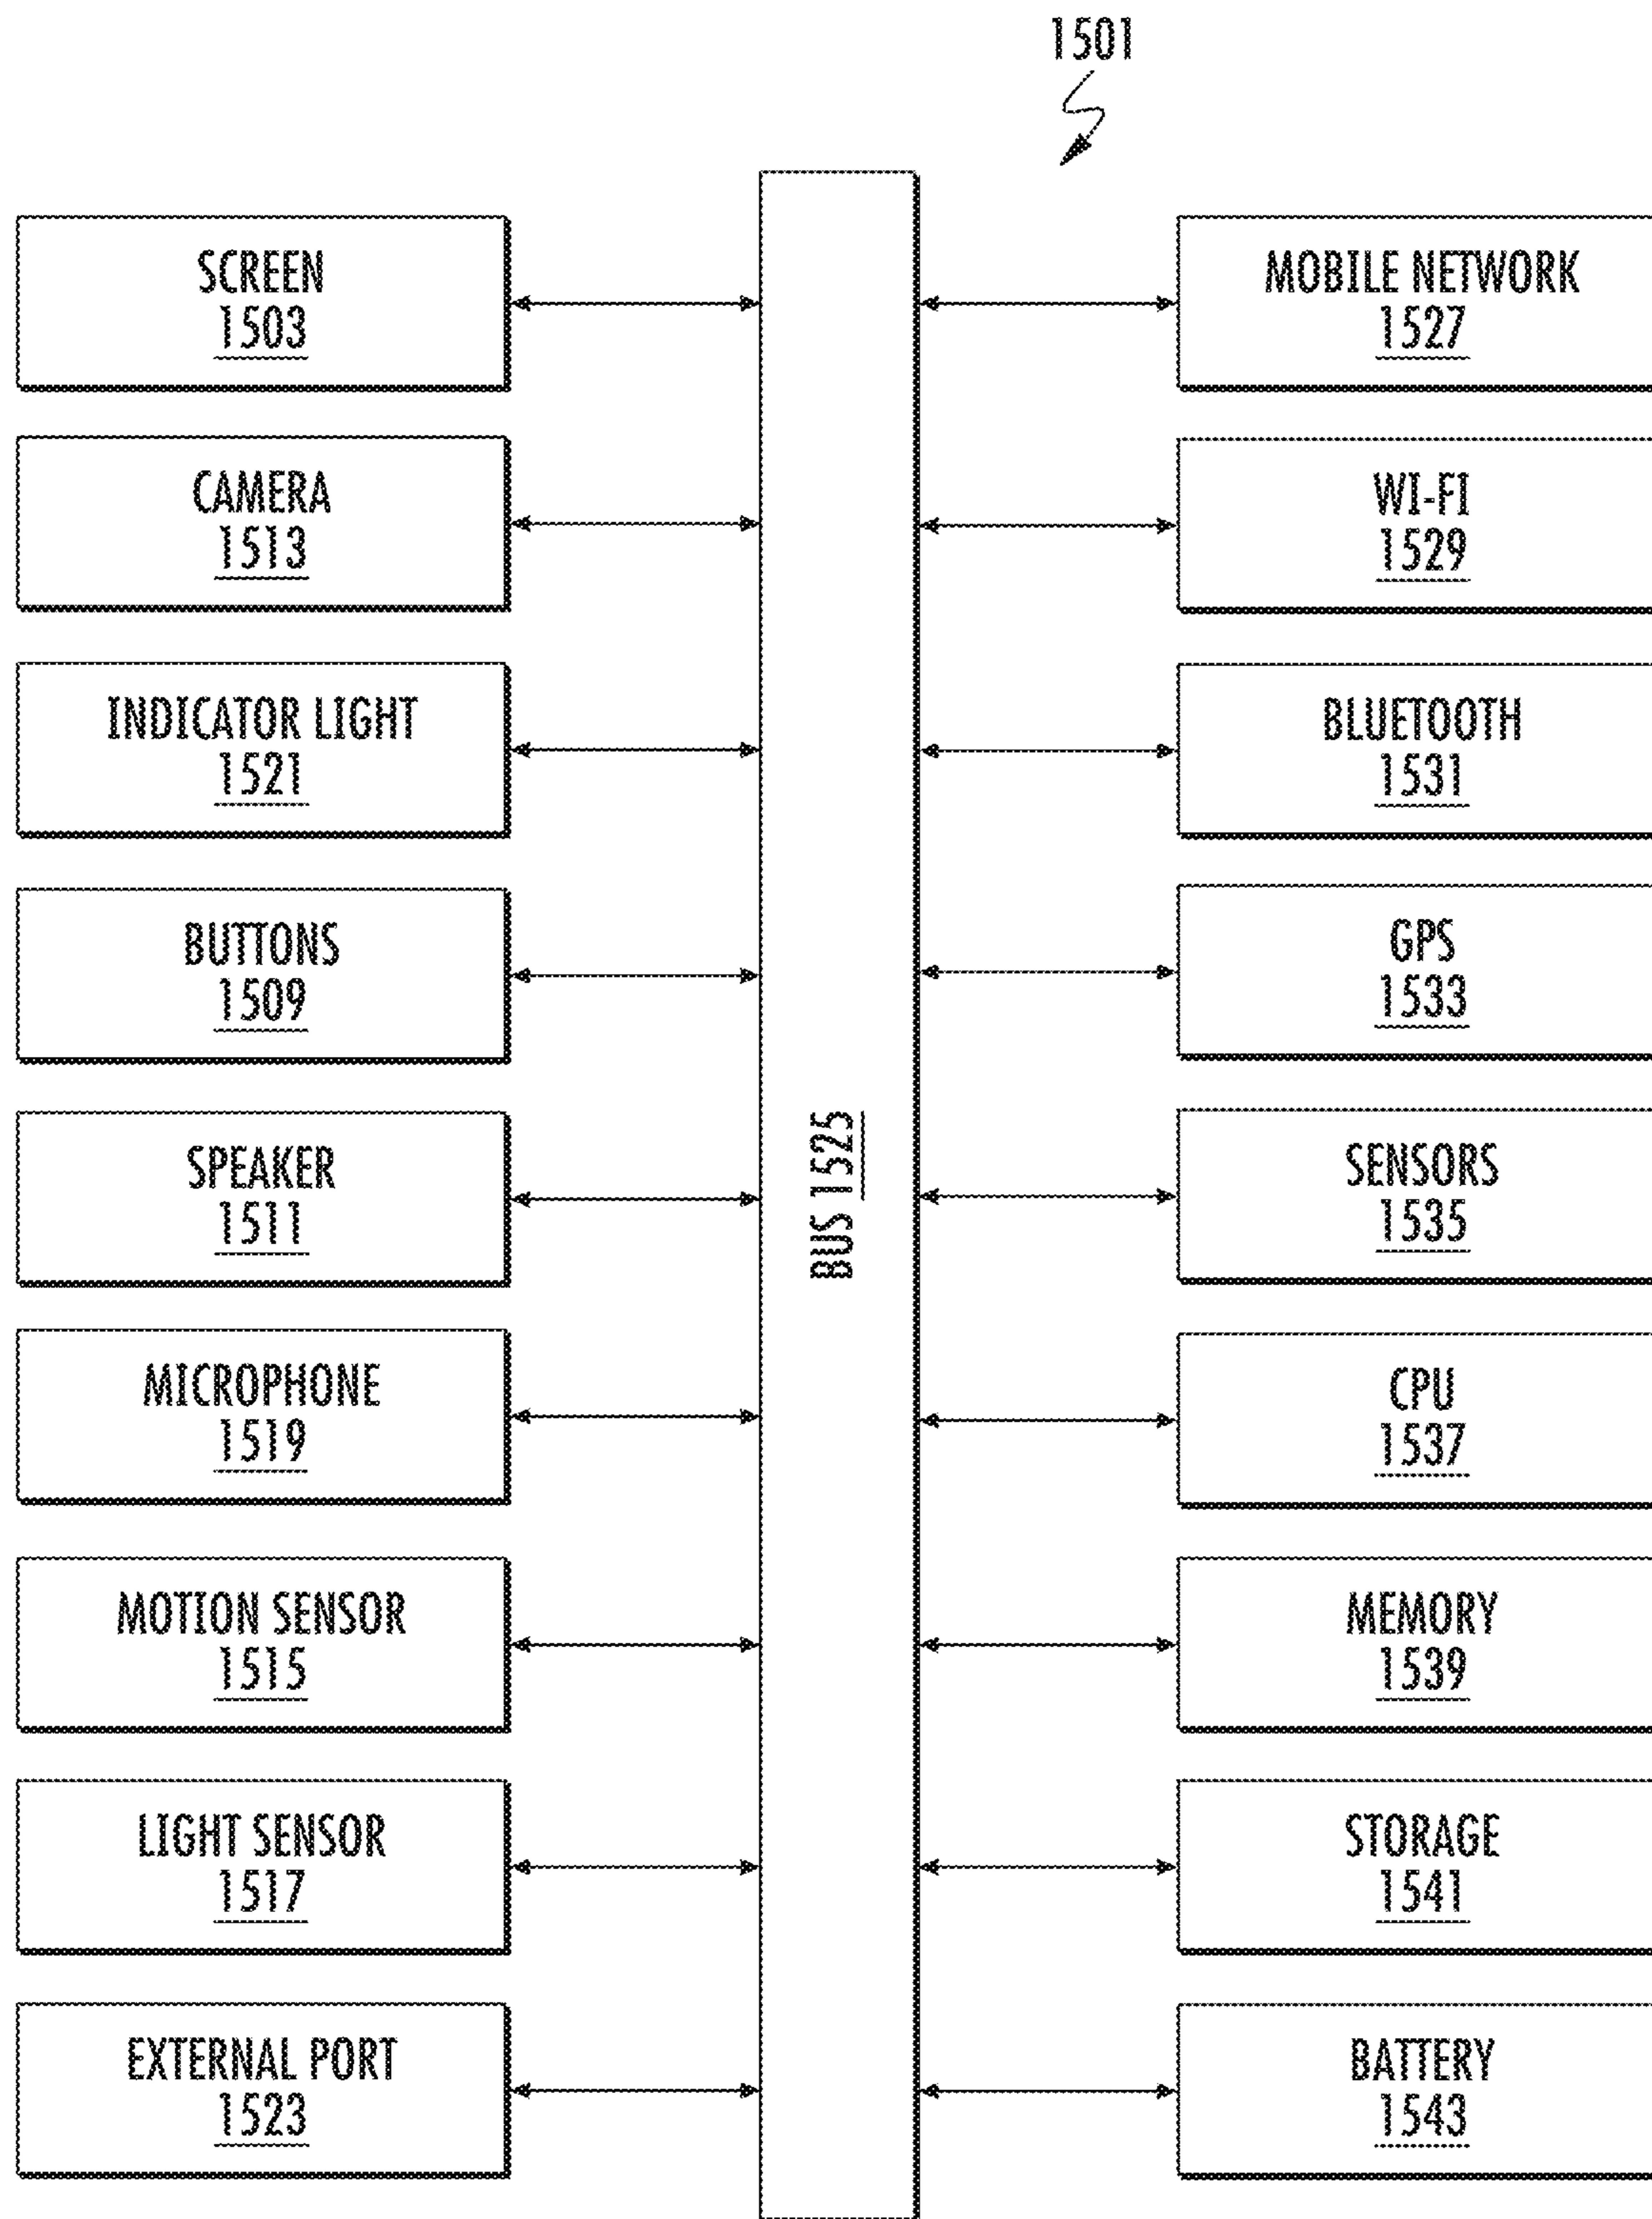 1501
SCREEN
1503
CAMERA
1513
INDICATOR LIGHT
1521
BUTTONS
1509
SPEAKER
1511
MICROPHONE
1519
MOTION SENSOR
1515
LIGHT SENSOR
1517
EXTERNAL PORT
1523
BUS 1525
MOBILE NETWORK
1527
WI-FI
1529
BLUETOOTH
1531
GPS
1533
SENSORS
1535
CPU
1537
MEMORY
1539
STORAGE
1541
BATTERY
1543